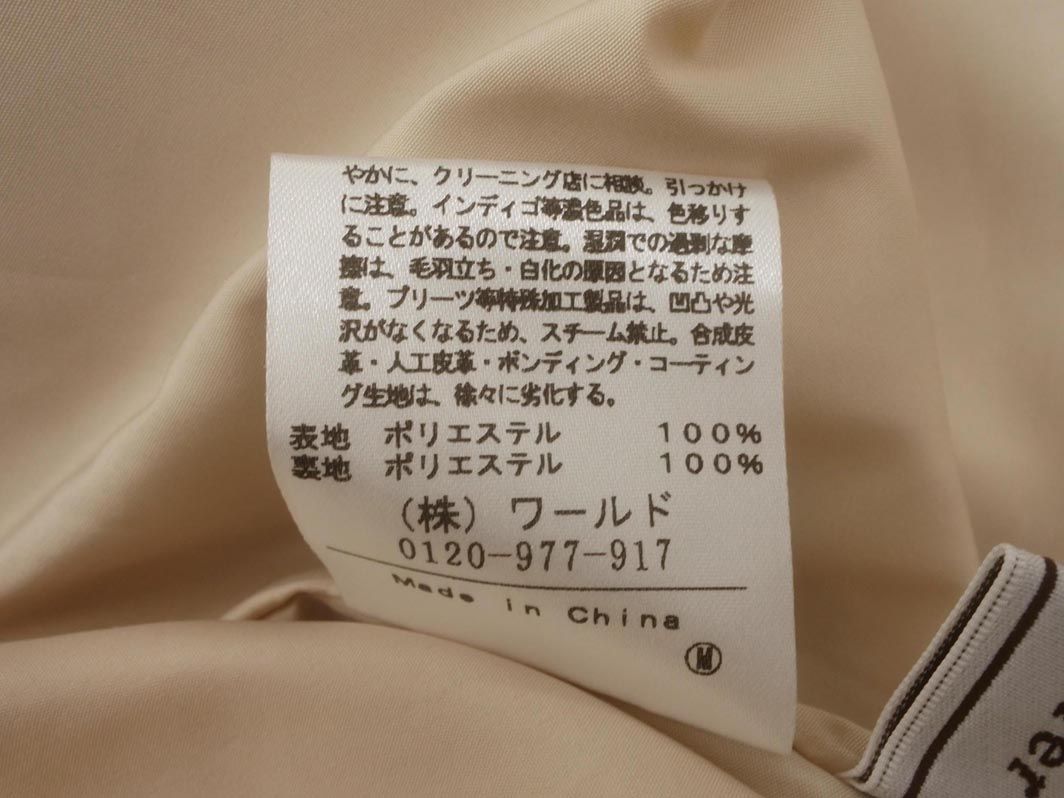 やかに、クリーニング店に相談。引っかけ
に注意。インディゴ等濃色品は、色移りす
ることがあるので注意。湿潤での過剰な摩
擦は、毛羽立ち・白化の原因となるため注
意。プリーツ等特殊加工製品は、凹凸や光
沢がなくなるため、スチーム禁止。合成皮
革・人工皮革・ボンディング・コーティン
グ生地は、徐々に劣化する。
表地 ポリエステル 100%
裏地 ポリエステル 100%
(株) ワールド
0120-977-917
Made in China
M